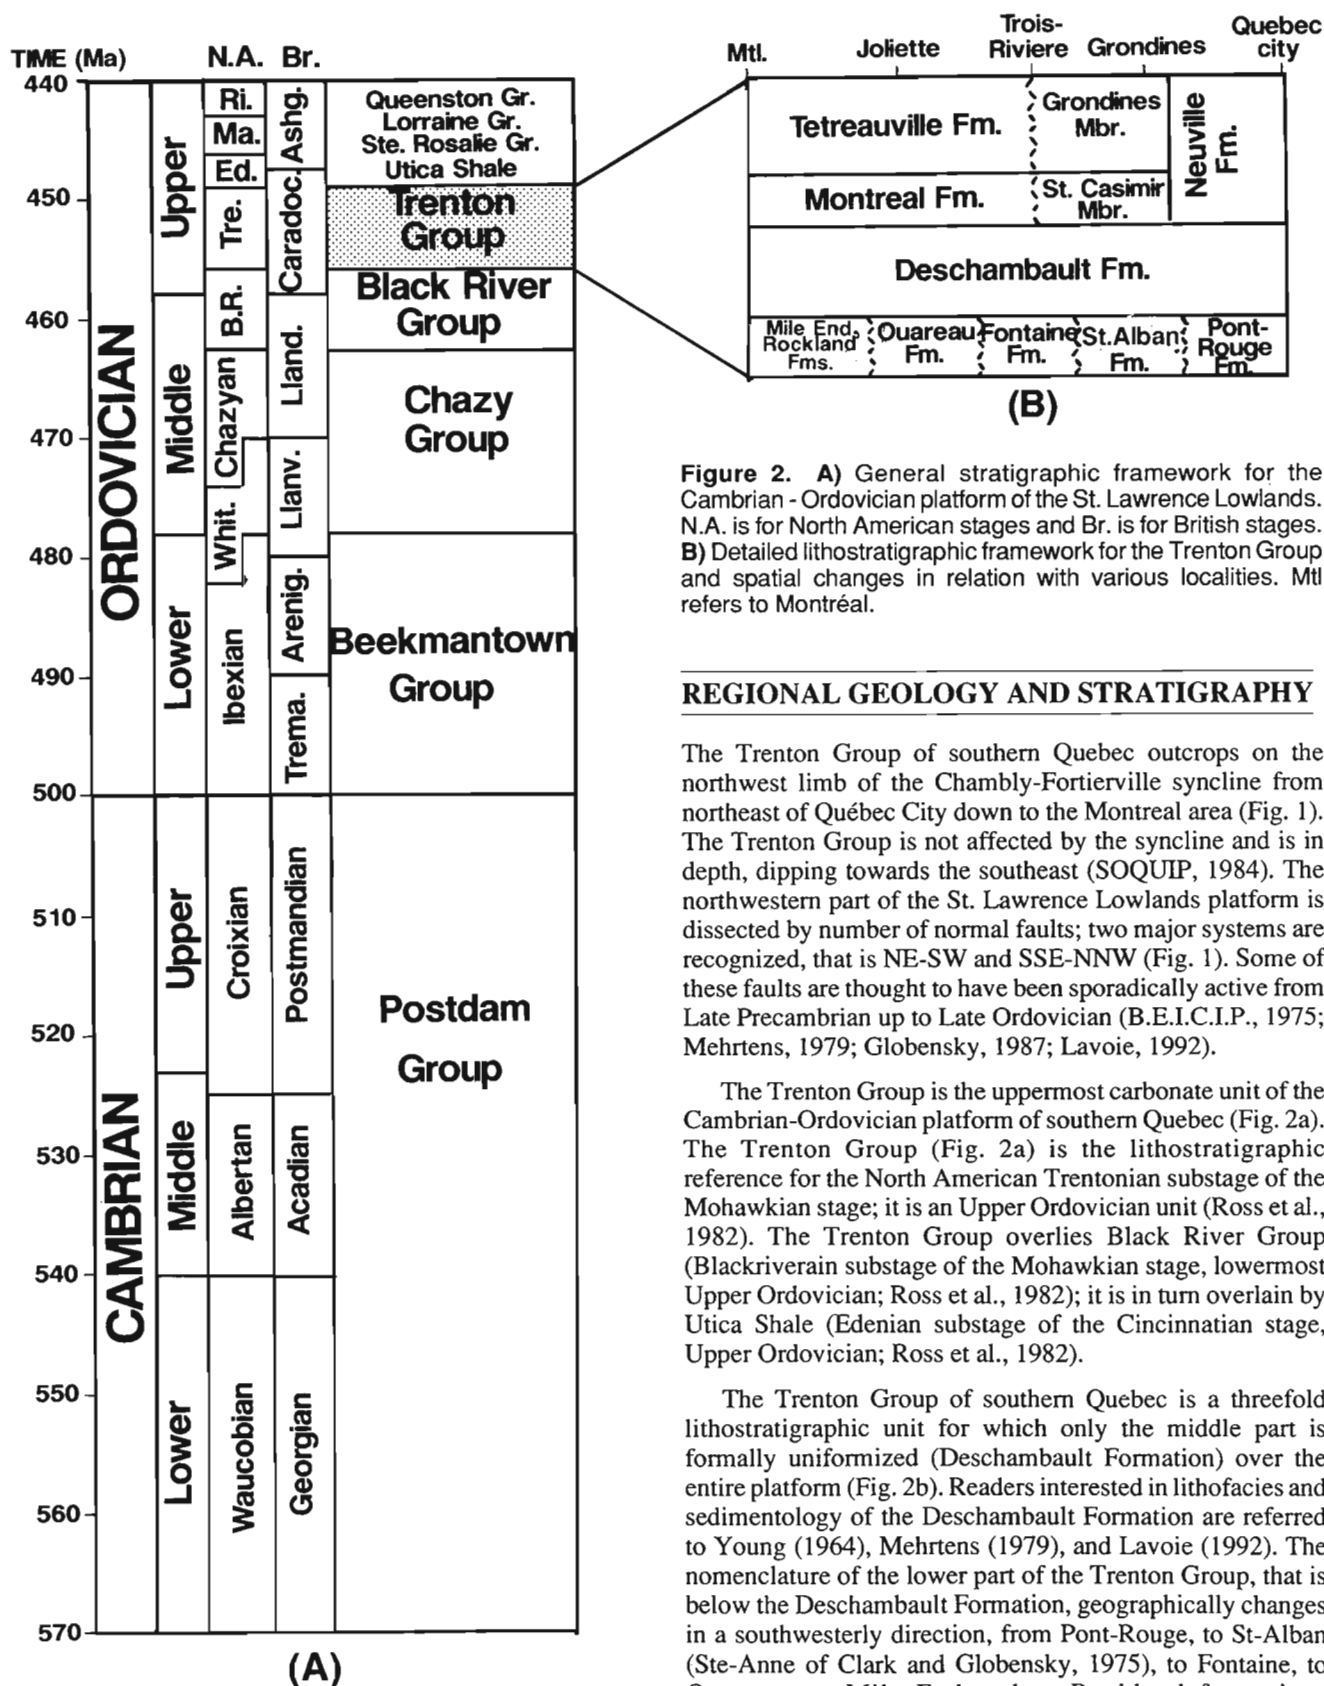 TIME (Ma)
N.A. Br.
440
450
460
470
480
490
500
510
520
530
540
550
560
570
ORDOVICIAN
CAMBRIAN
Upper
Middle
Lower
Upper
Middle
Lower
Ri.
Ma.
Ed.
Tre.
B.R.
Chazyan
Whit.
Ibexian
Croixian
Albertan
Waucobian
Ashg.
Caradoc.
Lland.
Llanv.
Arenig.
Trema.
Postmandian
Acadian
Georgian
Queenston Gr.
Lorraine Gr.
Ste. Rosalie Gr.
Utica Shale
Trenton
Group
Black River
Group
Chazy
Group
Beekmantown
Group
Postdam
Group
(A)
Mtl.
Joliette
Trois-
Riviere
Grondines
Quebec
city
Tetreauville Fm.
Grondines
Mbr.
Neuville
Fm.
Montreal Fm.
St. Casimir
Mbr.
Deschambault Fm.
Mile End,
Rockland
Fms.
Ouareau
Fm.
Fontaine
Fm.
St.Alban
Fm.
Pont-
Rouge
Fm.
(B)
Figure 2. A) General stratigraphic framework for the
Cambrian - Ordovician platform of the St. Lawrence Lowlands.
N.A. is for North American stages and Br. is for British stages.
B) Detailed lithostratigraphic framework for the Trenton Group
and spatial changes in relation with various localities. Mtl
refers to Montréal.
REGIONAL GEOLOGY AND STRATIGRAPHY
The Trenton Group of southern Quebec outcrops on the
northwest limb of the Chambly-Fortierville syncline from
northeast of Québec City down to the Montreal area (Fig. 1).
The Trenton Group is not affected by the syncline and is in
depth, dipping towards the southeast (SOQUIP, 1984). The
northwestern part of the St. Lawrence Lowlands platform is
dissected by number of normal faults; two major systems are
recognized, that is NE-SW and SSE-NNW (Fig. 1). Some of
these faults are thought to have been sporadically active from
Late Precambrian up to Late Ordovician (B.E.I.C.I.P., 1975;
Mehrtens, 1979; Globensky, 1987; Lavoie, 1992).
The Trenton Group is the uppermost carbonate unit of the
Cambrian-Ordovician platform of southern Quebec (Fig. 2a).
The Trenton Group (Fig. 2a) is the lithostratigraphic
reference for the North American Trentonian substage of the
Mohawkian stage; it is an Upper Ordovician unit (Ross et al.,
1982). The Trenton Group overlies Black River Group
(Blackriverain substage of the Mohawkian stage, lowermost
Upper Ordovician; Ross et al., 1982); it is in turn overlain by
Utica Shale (Edenian substage of the Cincinnatian stage,
Upper Ordovician; Ross et al., 1982).
The Trenton Group of southern Quebec is a threefold
lithostratigraphic unit for which only the middle part is
formally uniformized (Deschambault Formation) over the
entire platform (Fig. 2b). Readers interested in lithofacies and
sedimentology of the Deschambault Formation are referred
to Young (1964), Mehrtens (1979), and Lavoie (1992). The
nomenclature of the lower part of the Trenton Group, that is
below the Deschambault Formation, geographically changes
in a southwesterly direction, from Pont-Rouge, to St-Alban
(Ste-Anne of Clark and Globensky, 1975), to Fontaine, to